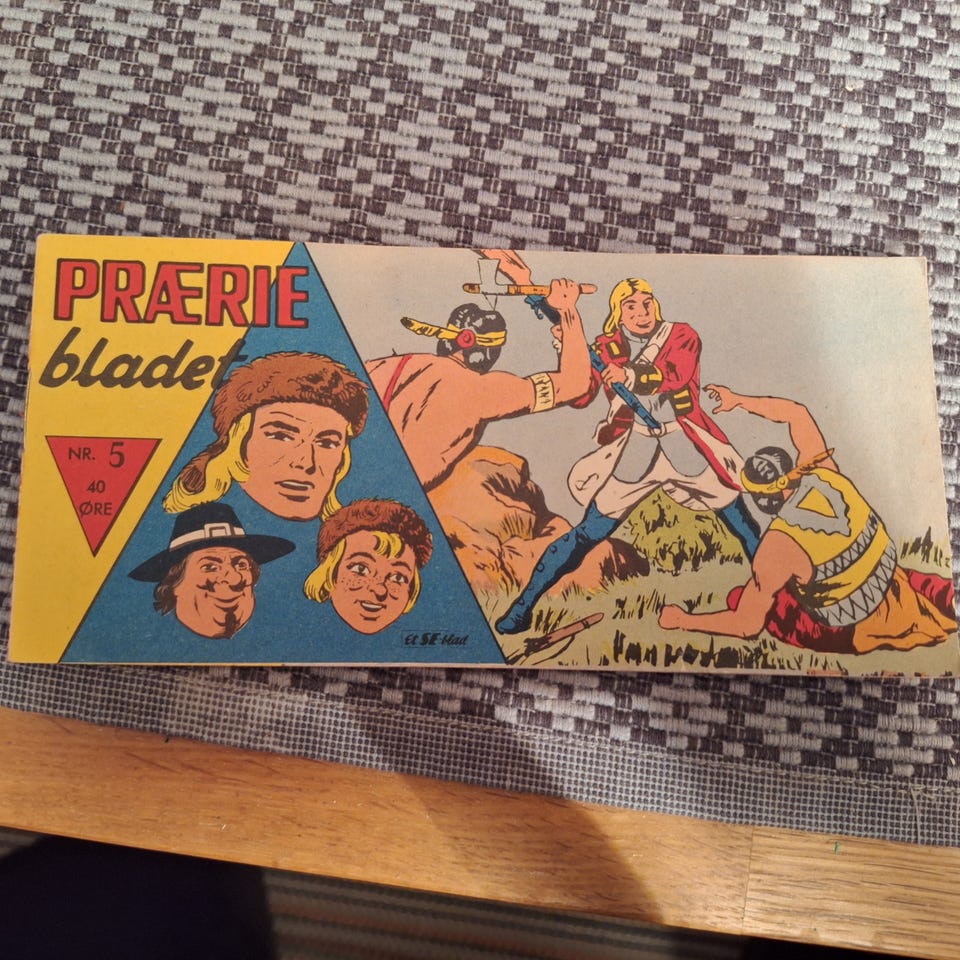 PRÆRIE
bladet
NR. 5
40
ØRE
Et SE-blad